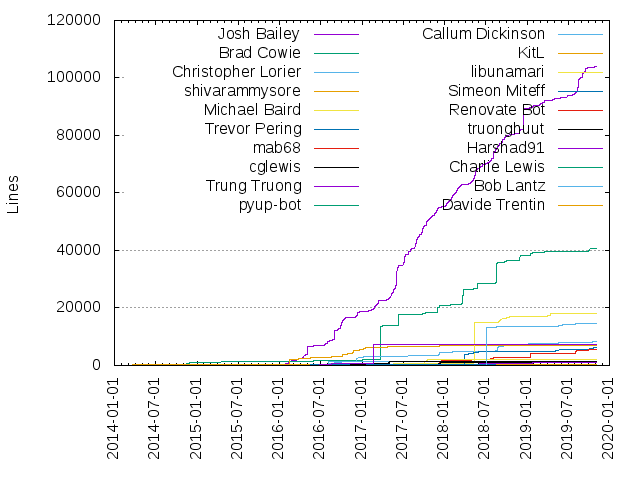 Lines
120000
100000
80000
60000
40000
20000
0
Josh Bailey
Brad Cowie
Christopher Lorier
shivarammysore
Michael Baird
Trevor Pering
mab68
cglewis
Trung Truong
pyup-bot
Callum Dickinson
KitL
libunamari
Simeon Miteff
Renovate Bot
truonghuut
Harshad91
Charlie Lewis
Bob Lantz
Davide Trentin
2014-01-01
2014-07-01
2015-01-01
2015-07-01
2016-01-01
2016-07-01
2017-01-01
2017-07-01
2018-01-01
2018-07-01
2019-01-01
2019-07-01
2020-01-01